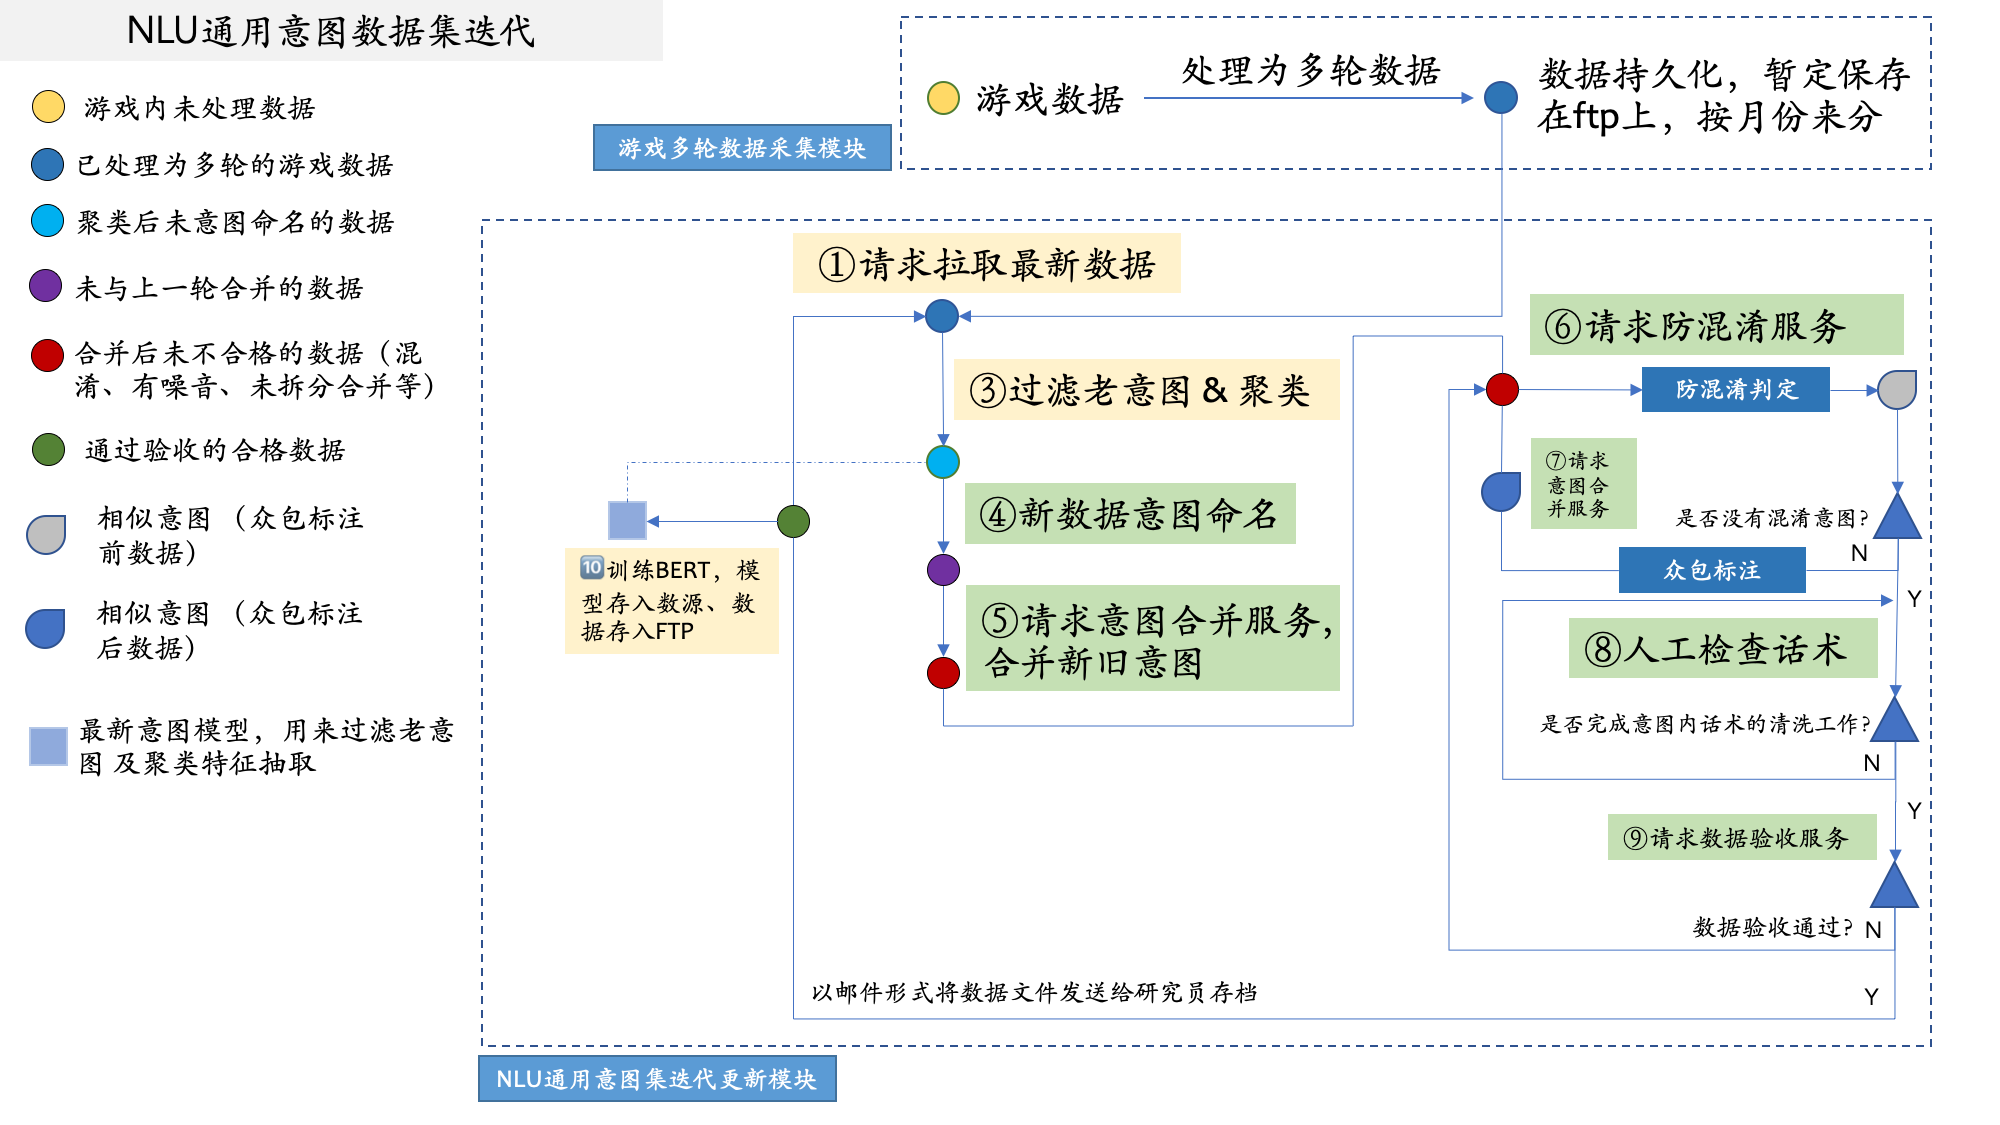 NLU通用意图数据集迭代
游戏内未处理数据
已处理为多轮的游戏数据
聚类后未意图命名的数据
未与上一轮合并的数据
合并后未不合格的数据（混
淆、有噪音、未拆分合并等）
通过验收的合格数据
相似意图 （众包标注
前数据）
相似意图 （众包标注
后数据）
最新意图模型，用来过滤老意
图 及聚类特征抽取
游戏数据
处理为多轮数据
数据持久化，暂定保存
在ftp上，按月份来分
游戏多轮数据采集模块
①请求拉取最新数据
③过滤老意图 & 聚类
④新数据意图命名
⑤请求意图合并服务，
合并新旧意图
🔟训练BERT，模
型存入数源、数
据存入FTP
⑥请求防混淆服务
防混淆判定
⑦请求
意图合
并服务
是否没有混淆意图？
N
众包标注
Y
⑧人工检查话术
是否完成意图内话术的清洗工作？
N
Y
⑨请求数据验收服务
数据验收通过？
N
以邮件形式将数据文件发送给研究员存档
Y
NLU通用意图集迭代更新模块